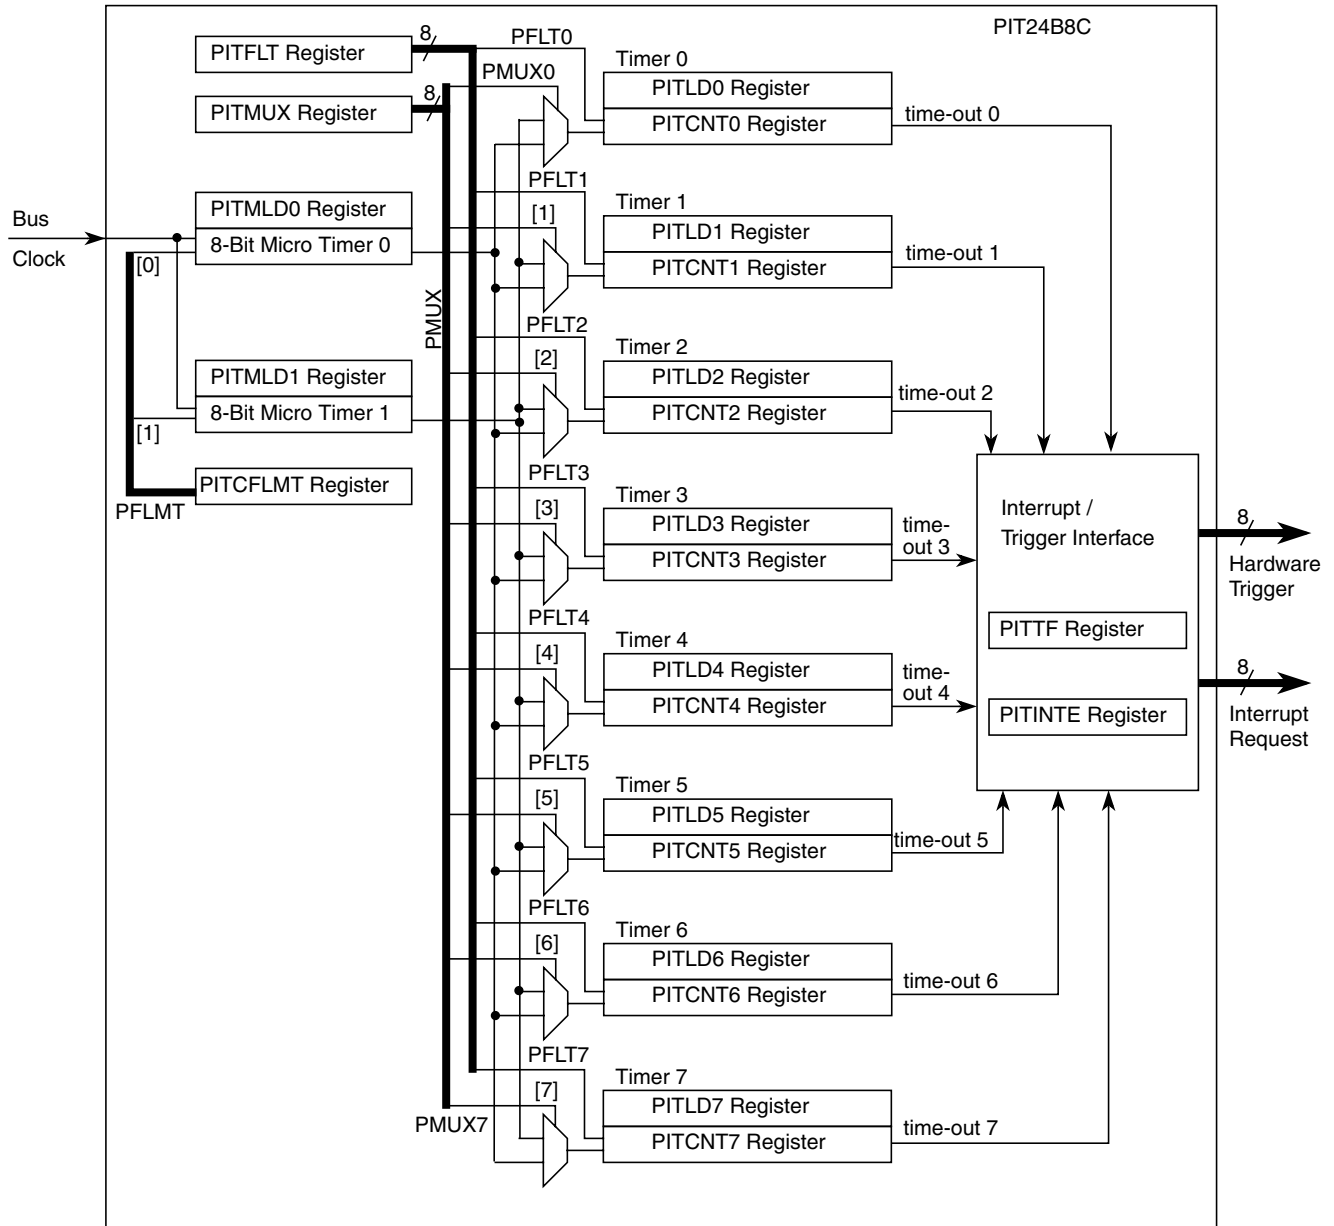 PIT24B8C
PITFLT Register
8
PFLT0
PITMUX Register
8
PMUX0
Timer 0
PITLD0 Register
PITCNT0 Register
time-out 0
Bus
Clock
PITMLD0 Register
8-Bit Micro Timer 0
[0]
PFLT1
[1]
Timer 1
PITLD1 Register
PITCNT1 Register
time-out 1
PMUX
PITMLD1 Register
8-Bit Micro Timer 1
[1]
PFLT2
[2]
Timer 2
PITLD2 Register
PITCNT2 Register
time-out 2
PITCFLMT Register
PFLMT
PFLT3
[3]
Timer 3
PITLD3 Register
PITCNT3 Register
time-
out 3
Interrupt /
Trigger Interface
8
Hardware
Trigger
PITTF Register
PITINTE Register
8
Interrupt
Request
PFLT4
[4]
Timer 4
PITLD4 Register
PITCNT4 Register
time-
out 4
PFLT5
[5]
Timer 5
PITLD5 Register
PITCNT5 Register
time-out 5
PFLT6
[6]
Timer 6
PITLD6 Register
PITCNT6 Register
time-out 6
PFLT7
[7]
PMUX7
Timer 7
PITLD7 Register
PITCNT7 Register
time-out 7